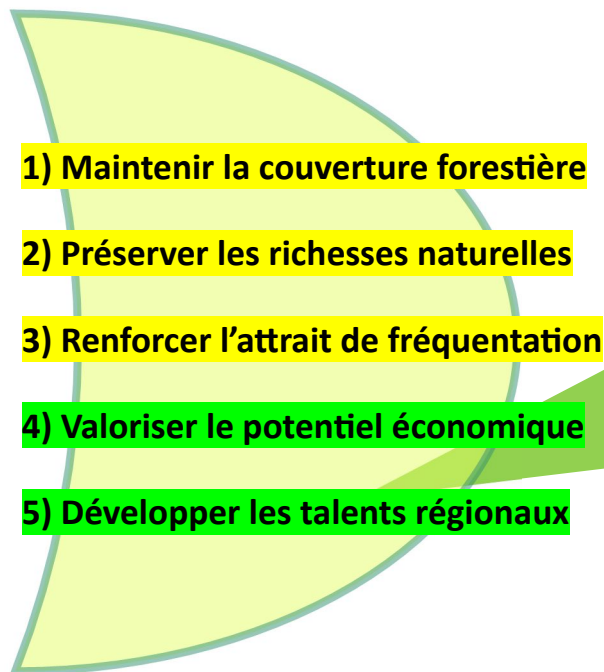 1) Maintenir la couverture forestière
2) Préserver les richesses naturelles
3) Renforcer l’attrait de fréquentation
4) Valoriser le potentiel économique
5) Développer les talents régionaux